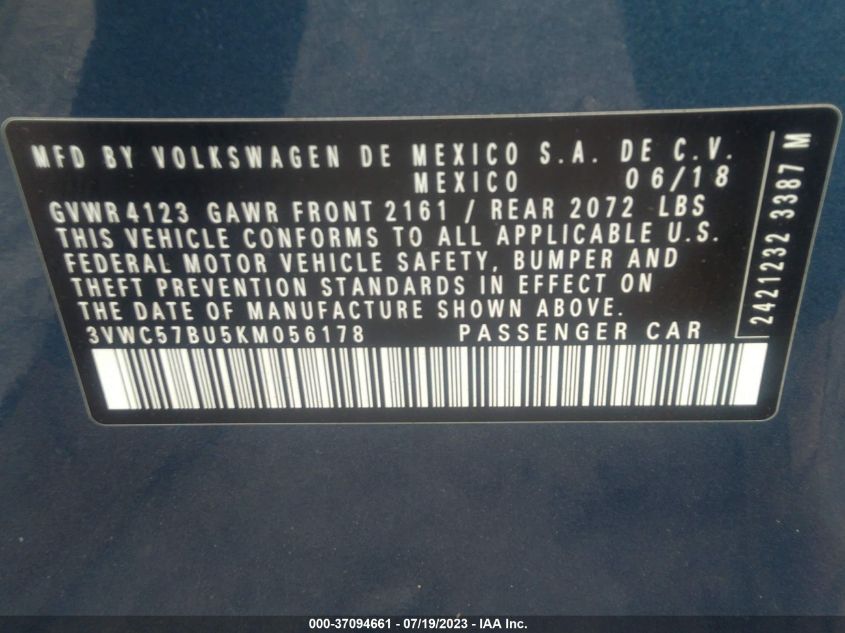 MFD BY VOLKSWAGEN DE MEXICO S.A. DE C.V.
MEXICO 06/18
GVWR 4123 GAWR FRONT 2161 / REAR 2072 LBS
THIS VEHICLE CONFORMS TO ALL APPLICABLE U.S.
FEDERAL MOTOR VEHICLE SAFETY, BUMPER AND
THEFT PREVENTION STANDARDS IN EFFECT ON
THE DATE OF MANUFACTURE SHOWN ABOVE.
3VWC57BU5KM056178 PASSENGER CAR
2421232 3387 M
000-37094661 - 07/19/2023 - IAA Inc.